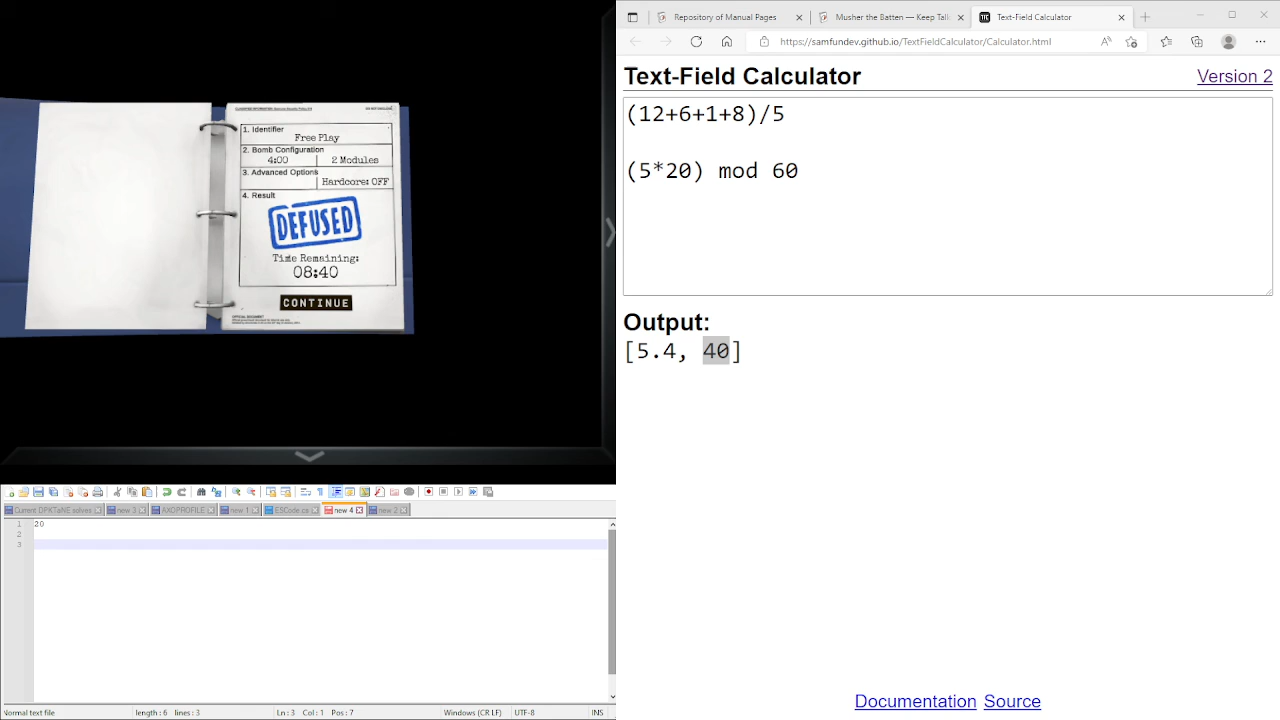 1. Identifier
Free Play
2. Bomb Configuration
4:00
2 Modules
3. Advanced Options
Hardcore: OFF
4. Result
DEFUSED
Time Remaining:
08:40
CONTINUE
Repository of Manual Pages
Musher the Batten — Keep Tall
Text-Field Calculator
https://samfundev.github.io/TextFieldCalculator/Calculator.html
Text-Field Calculator
Version 2
(12+6+1+8)/5
(5*20) mod 60
Output:
[5.4, 40]
Documentation Source
Current DPKTaNE solves
new 3
AXOPROFILE
new 1
ESCode.cs
new 4
new 2
1 20
2
3
Normal text file
length : 6 lines : 3
Ln : 3 Col : 1 Pos : 7
Windows (CR LF)
UTF-8
INS